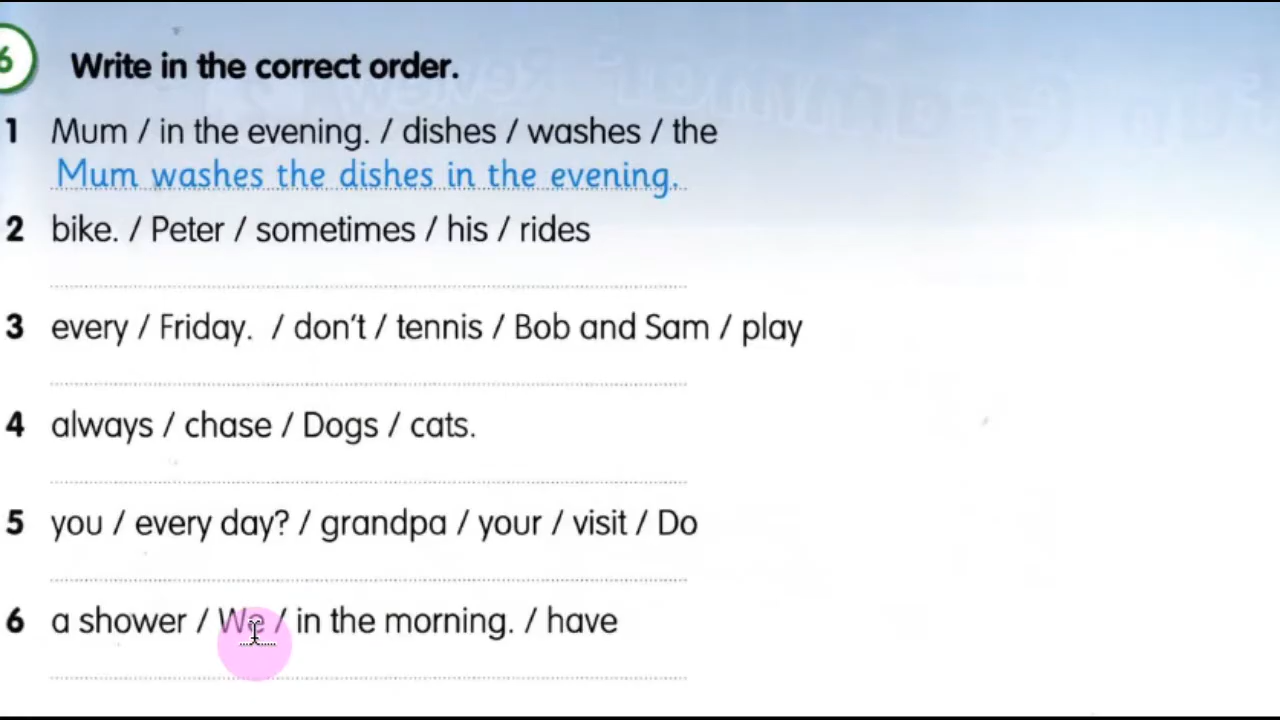 6 Write in the correct order.
1 Mum / in the evening. / dishes / washes / the
Mum washes the dishes in the evening.
2 bike. / Peter / sometimes / his / rides
3 every / Friday. / don't / tennis / Bob and Sam / play
4 always / chase / Dogs / cats.
5 you / every day? / grandpa / your / visit / Do
6 a shower / We / in the morning. / have